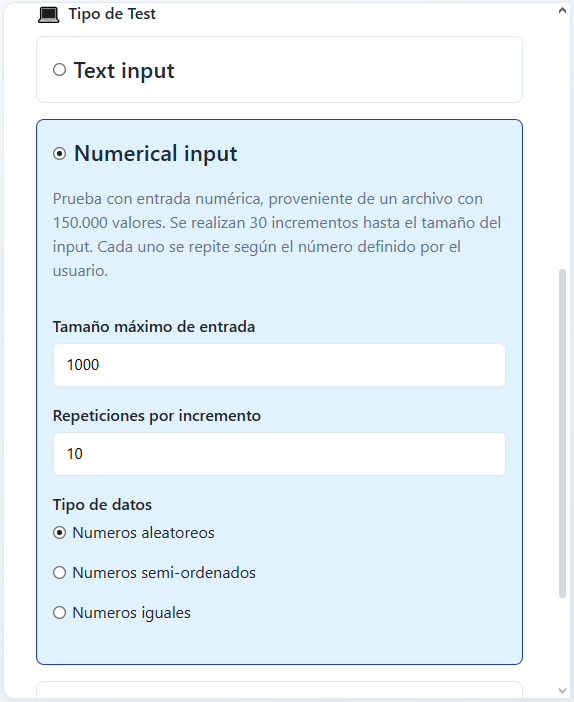 Tipo de Test
Text input
Numerical input
Prueba con entrada numérica, proveniente de un archivo con
150.000 valores. Se realizan 30 incrementos hasta el tamaño del
input. Cada uno se repite según el número definido por el
usuario.
Tamaño máximo de entrada
1000
Repeticiones por incremento
10
Tipo de datos
Numeros aleatoreos
Numeros semi-ordenados
Numeros iguales